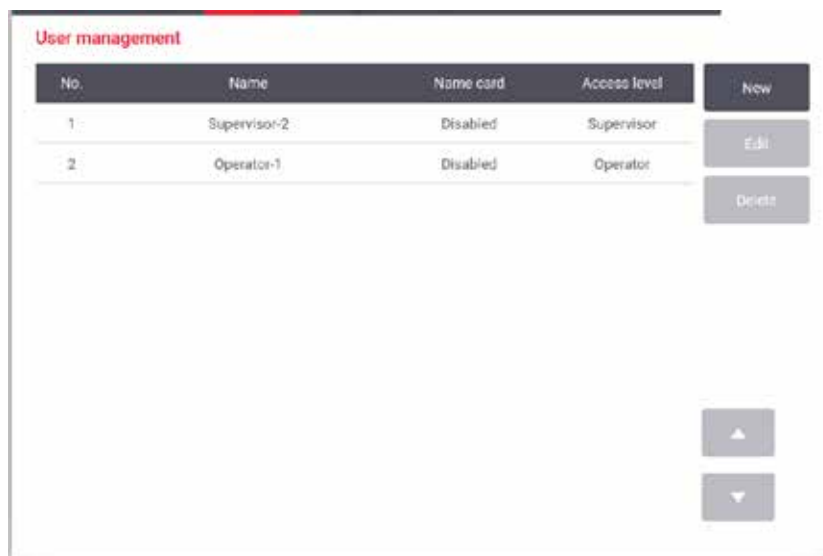 User management
No. Name Name card Access level New
1 Supervisor-2 Disabled Supervisor
Edit
2 Operator-1 Disabled Operator
Delete